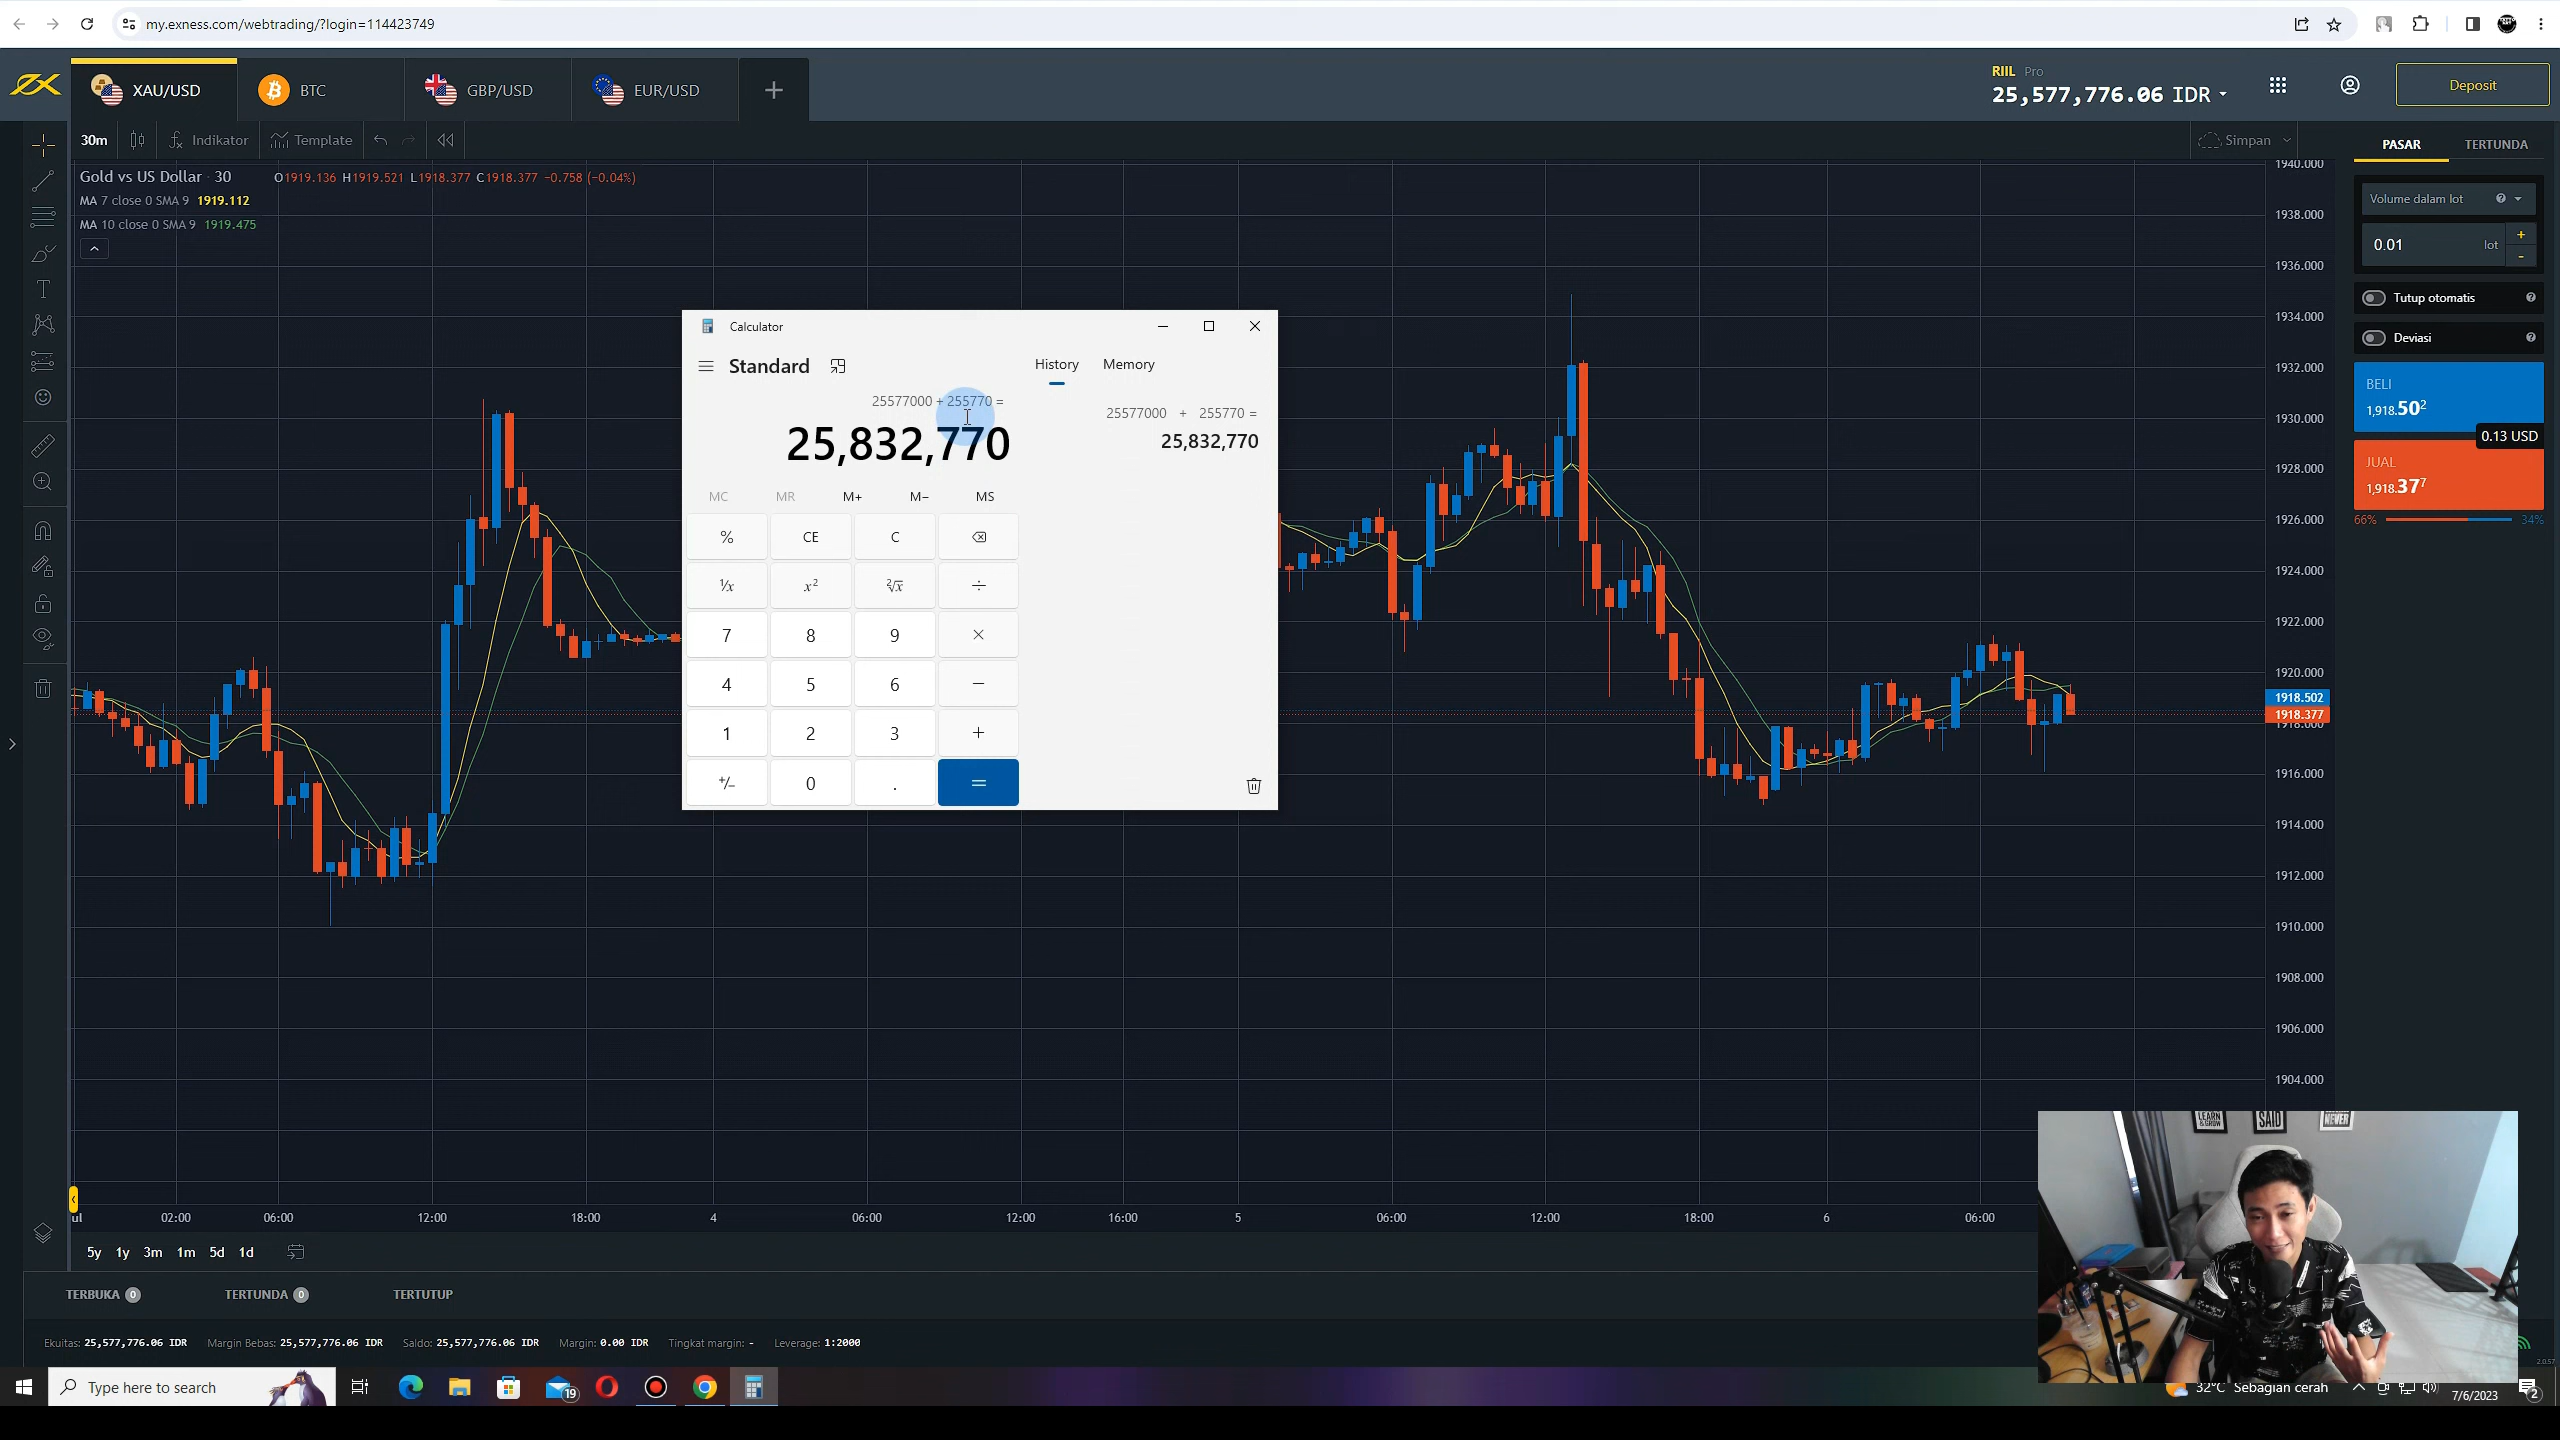 my.exness.com/webtrading/?login=114423749
XAU/USD
BTC
GBP/USD
EUR/USD
RIIL Pro
25,577,776.06 IDR
Deposit
30m
Indikator
Template
Simpan
PASAR
TERTUNDA
Gold vs US Dollar · 30 O1919.136 H1919.521 L1918.377 C1918.377 −0.758 (−0.04%)
MA 7 close 0 SMA 9 1919.112
MA 10 close 0 SMA 9 1919.475
Volume dalam lot
0.01 lot
+
-
Tutup otomatis
Deviasi
BELI
1,918.502
0.13 USD
JUAL
1,918.377
66%
34%
1940.000
1938.000
1936.000
1934.000
1932.000
1930.000
1928.000
1926.000
1924.000
1922.000
1920.000
1918.502
1918.377
1918.000
1916.000
1914.000
1912.000
1910.000
1908.000
1906.000
1904.000
Calculator
Standard
History
Memory
25577000 + 255770 =
25,832,770
25577000 + 255770 =
25,832,770
MC MR M+ M− MS
% CE C
1/x x² ²√x ÷
7 8 9 ×
4 5 6 −
1 2 3 +
+/− 0 . =
LEARN & GROW
SAID
NEVER
ul 02:00 06:00 12:00 18:00 4 06:00 12:00 16:00 5 06:00 12:00 18:00 6 06:00
5y 1y 3m 1m 5d 1d
TERBUKA 0
TERTUNDA 0
TERTUTUP
Ekuitas: 25,577,776.06 IDR Margin Bebas: 25,577,776.06 IDR Saldo: 25,577,776.06 IDR Margin: 0.00 IDR Tingkat margin: - Leverage: 1:2000
Type here to search
19
32°C Sebagian cerah
7/6/2023
2